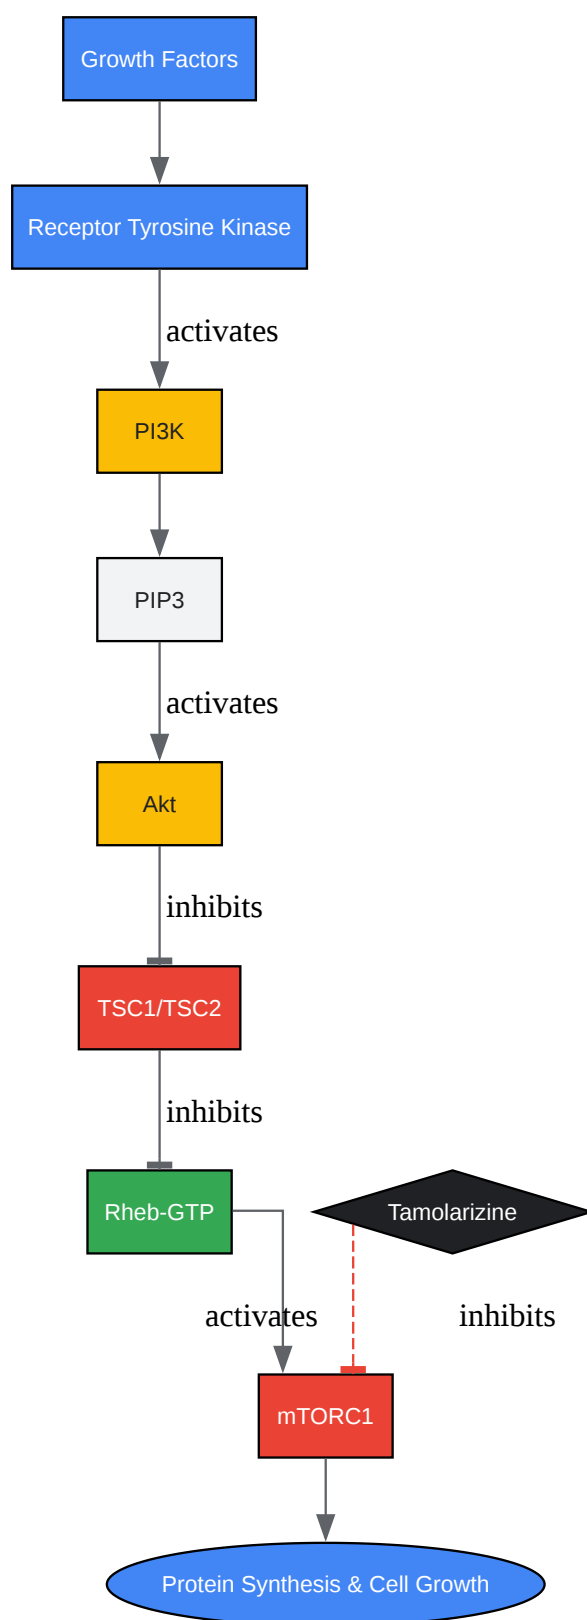 Growth Factors
Receptor Tyrosine Kinase
activates
PI3K
PIP3
activates
Akt
inhibits
TSC1/TSC2
inhibits
Rheb-GTP
Tamolarizine
activates
inhibits
mTORC1
Protein Synthesis & Cell Growth